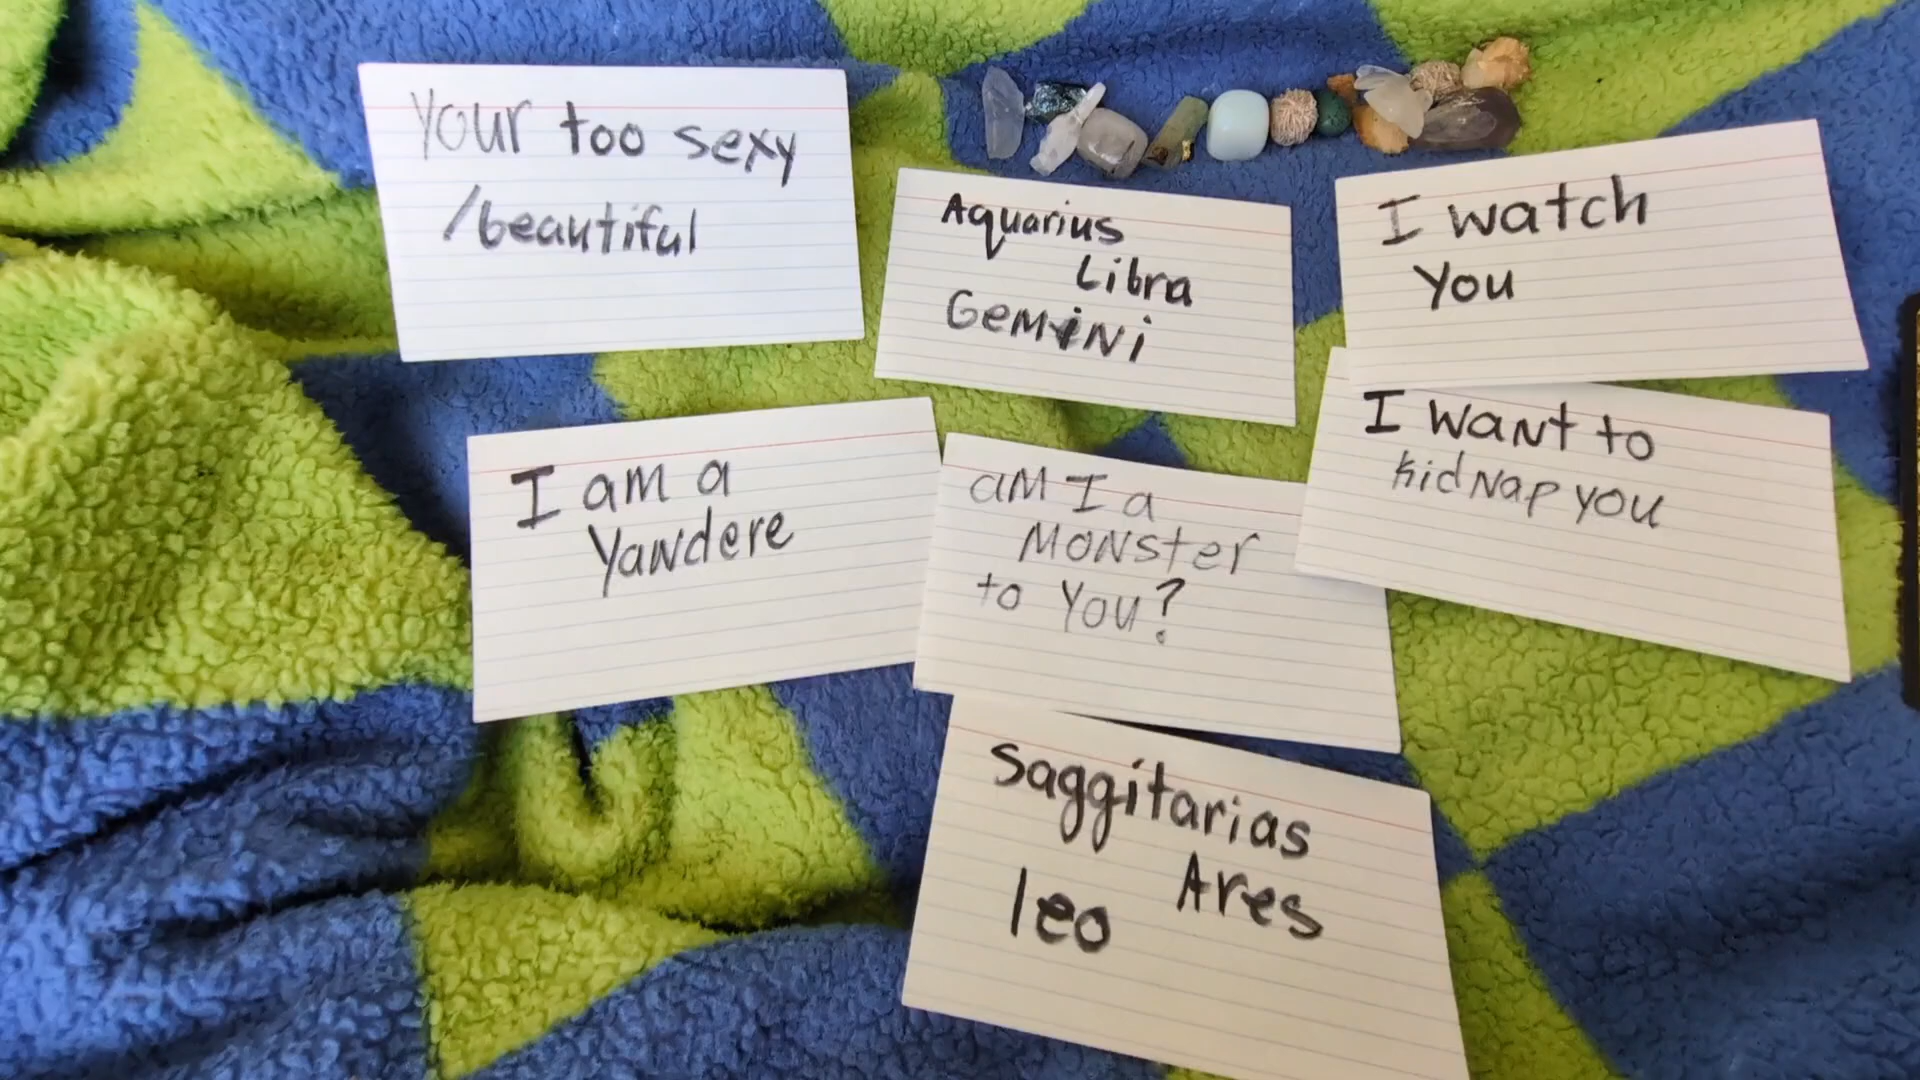 Your too sexy
/beautiful
Aquarius
Libra
Gemini
I watch
you
I am a
Yandere
am I a
Monster
to You?
I want to
kidnap you
Saggitarias
Ares
leo